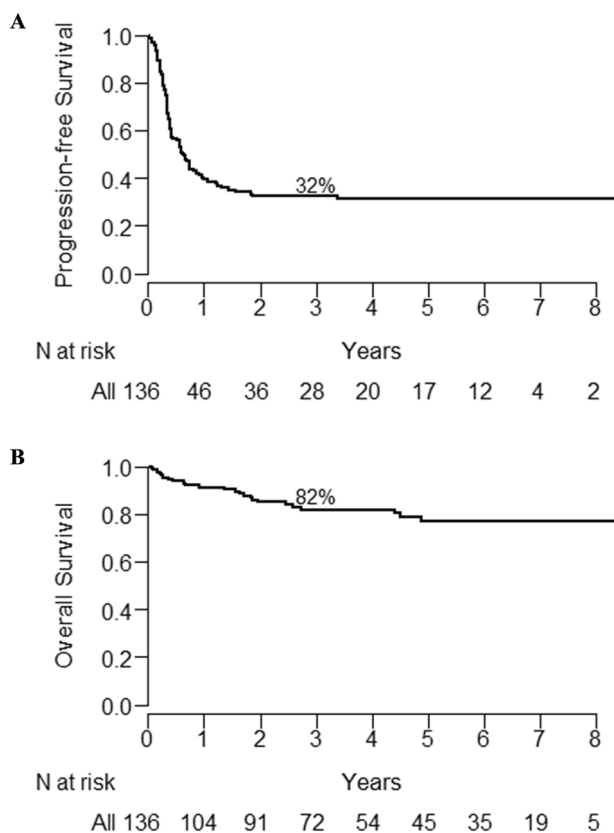 A
Progression-free Survival
1.0
0.8
0.6
0.4
0.2
0.0
32%
0 1 2 3 4 5 6 7 8
N at risk Years
All 136 46 36 28 20 17 12 4 2
B
Overall Survival
1.0
0.8
0.6
0.4
0.2
0.0
82%
0 1 2 3 4 5 6 7 8
N at risk Years
All 136 104 91 72 54 45 35 19 5